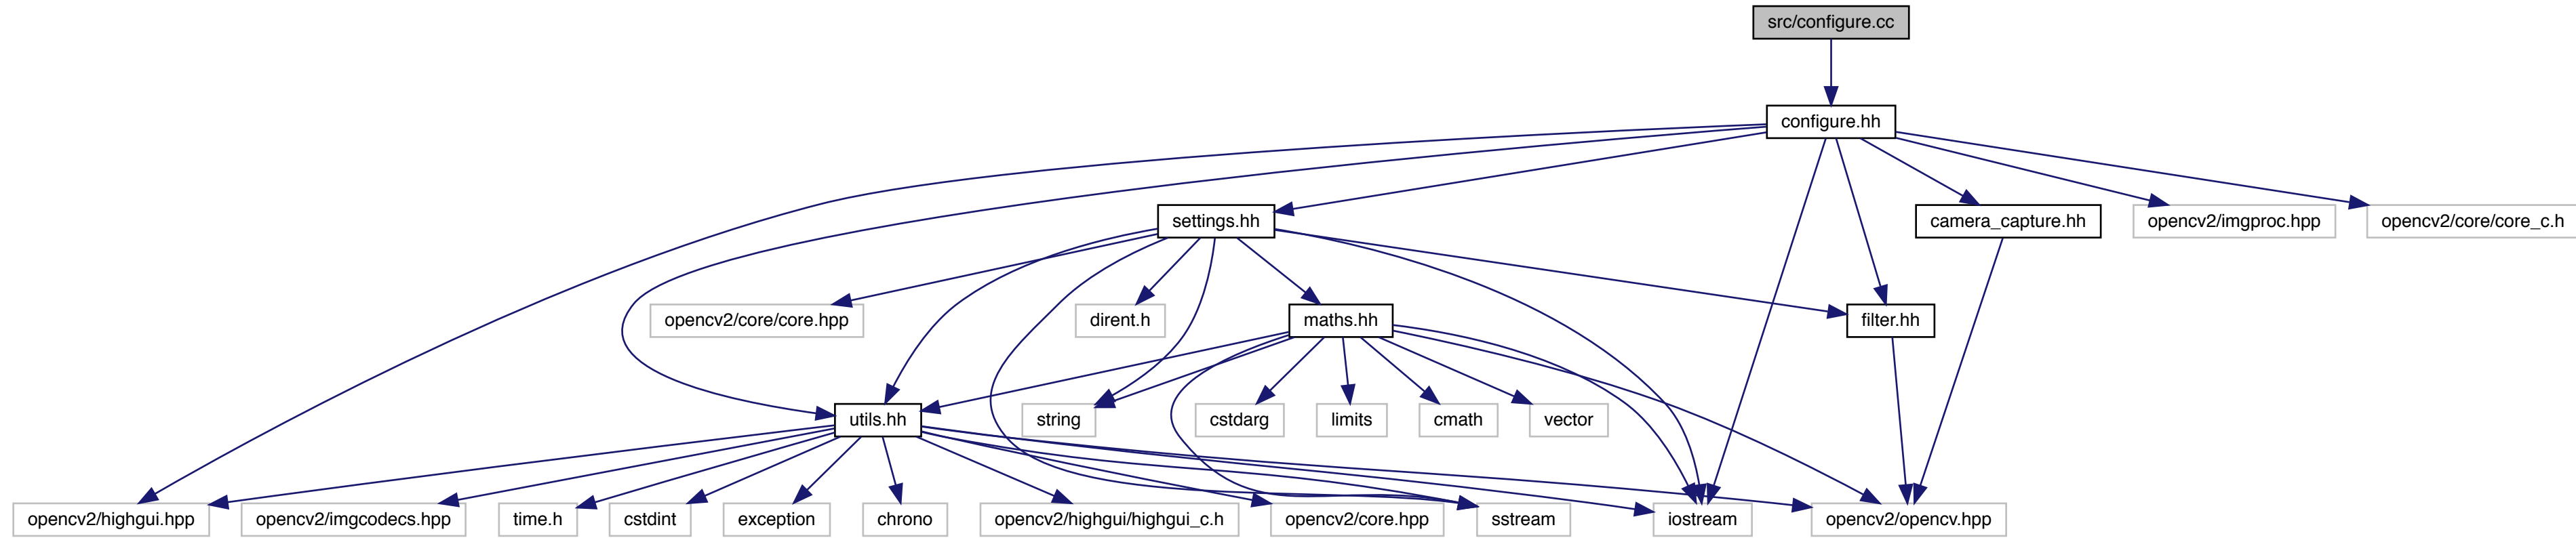 src/configure.cc
configure.hh
settings.hh
camera_capture.hh
opencv2/imgproc.hpp
opencv2/core/core_c.h
opencv2/core/core.hpp
dirent.h
maths.hh
filter.hh
utils.hh
string
cstdarg
limits
cmath
vector
opencv2/highgui.hpp
opencv2/imgcodecs.hpp
time.h
cstdint
exception
chrono
opencv2/highgui/highgui_c.h
opencv2/core.hpp
sstream
iostream
opencv2/opencv.hpp